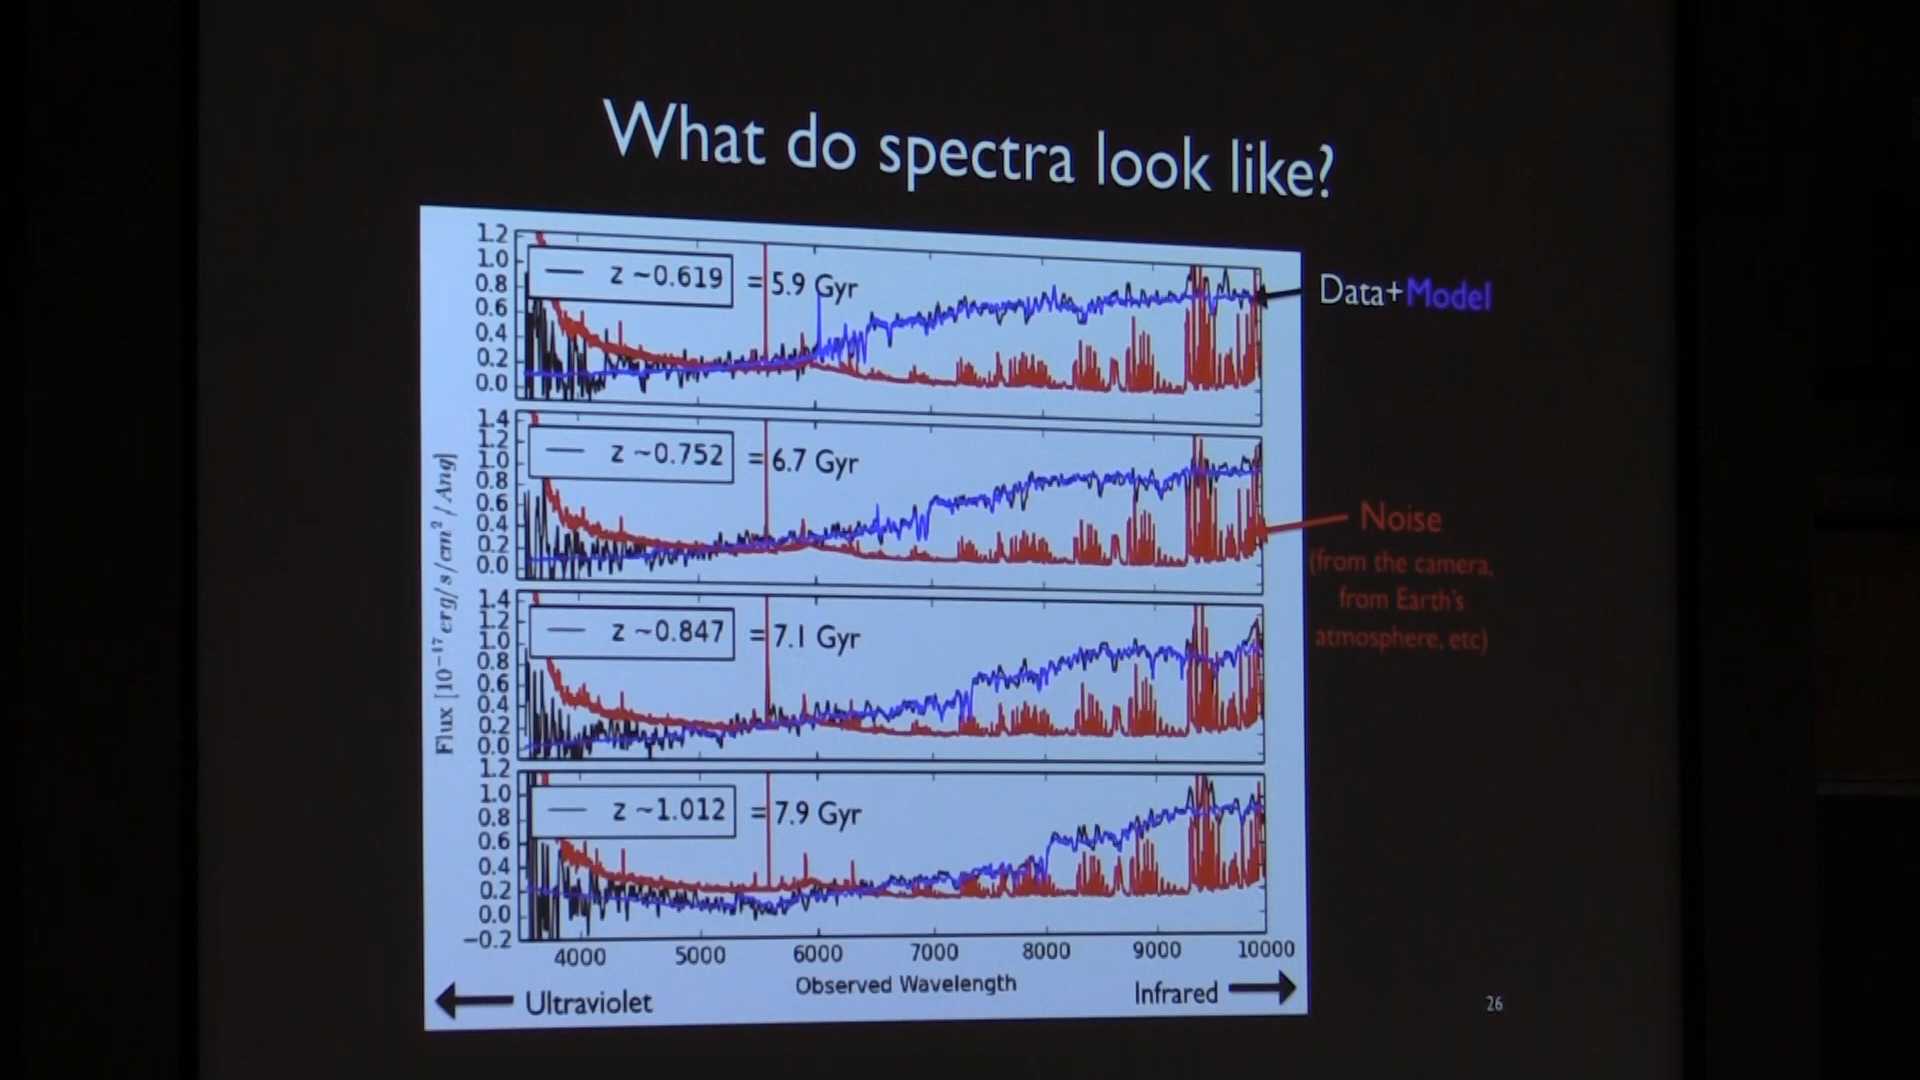 What do spectra look like?
1.2
1.0
0.8
0.6
0.4
0.2
0.0
z ~0.619
= 5.9 Gyr
Data+Model
1.4
1.2
1.0
0.8
0.6
0.4
0.2
0.0
z ~0.752
= 6.7 Gyr
Noise
(from the camera,
from Earth's
atmosphere, etc)
1.4
1.2
1.0
0.8
0.6
0.4
0.2
0.0
z ~0.847
= 7.1 Gyr
1.2
1.0
0.8
0.6
0.4
0.2
0.0
−0.2
z ~1.012
= 7.9 Gyr
Flux [10⁻¹⁷ erg/s/cm² / Ang]
4000 5000 6000 7000 8000 9000 10000
Observed Wavelength
Ultraviolet
Infrared
26